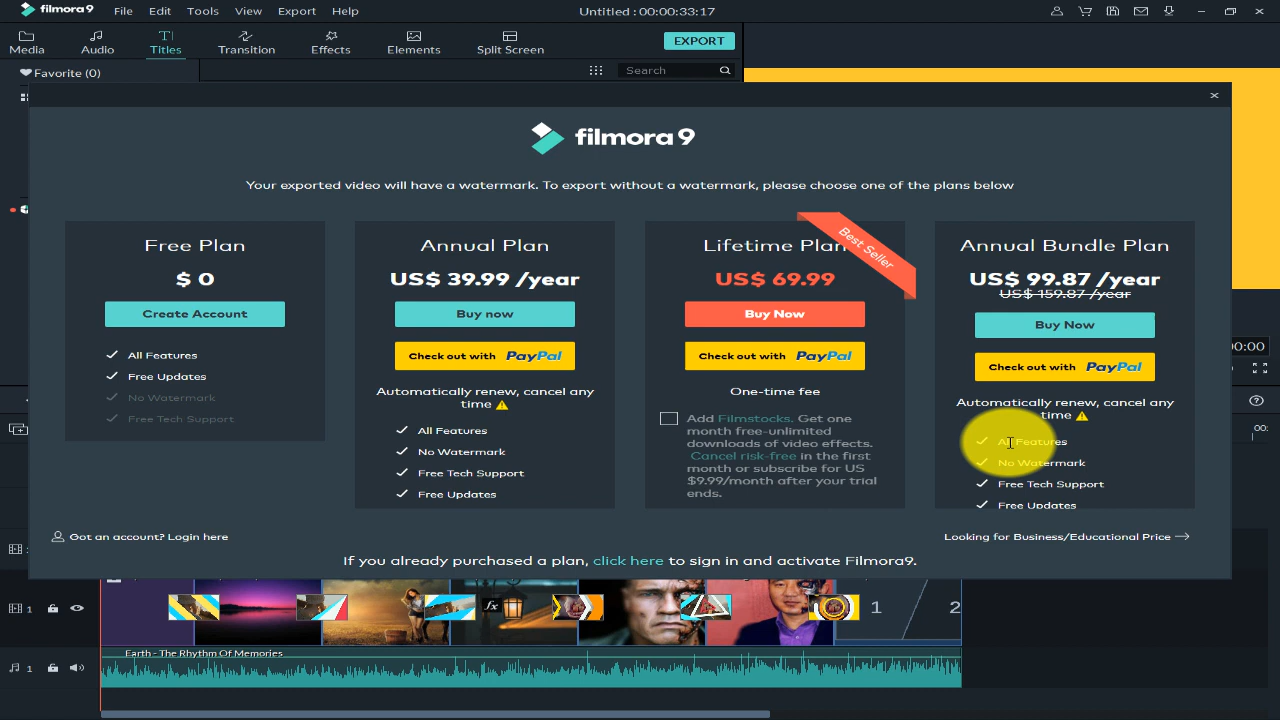 filmora9
File Edit Tools View Export Help
Untitled : 00:00:33:17
Media Audio Titles Transition Effects Elements Split Screen
EXPORT
Favorite (0)
Search
filmora9
Your exported video will have a watermark. To export without a watermark, please choose one of the plans below
Free Plan
$ 0
Create Account
All Features
Free Updates
No Watermark
Free Tech Support
Annual Plan
US$ 39.99 /year
Buy now
Check out with PayPal
Automatically renew, cancel any
time
All Features
No Watermark
Free Tech Support
Free Updates
Lifetime Plan
Best Seller
US$ 69.99
Buy Now
Check out with PayPal
One-time fee
Add Filmstocks. Get one
month free-unlimited
downloads of video effects.
Cancel risk-free in the first
month or subscribe for US
$9.99/month after your trial
ends.
Annual Bundle Plan
US$ 99.87 /year
US$ 159.87 /year
Buy Now
Check out with PayPal
Automatically renew, cancel any
time
All Features
No Watermark
Free Tech Support
Free Updates
Got an account? Login here
Looking for Business/Educational Price
If you already purchased a plan, click here to sign in and activate Filmora9.
:00
00:
1
fx
1
2
1
Earth - The Rhythm Of Memories